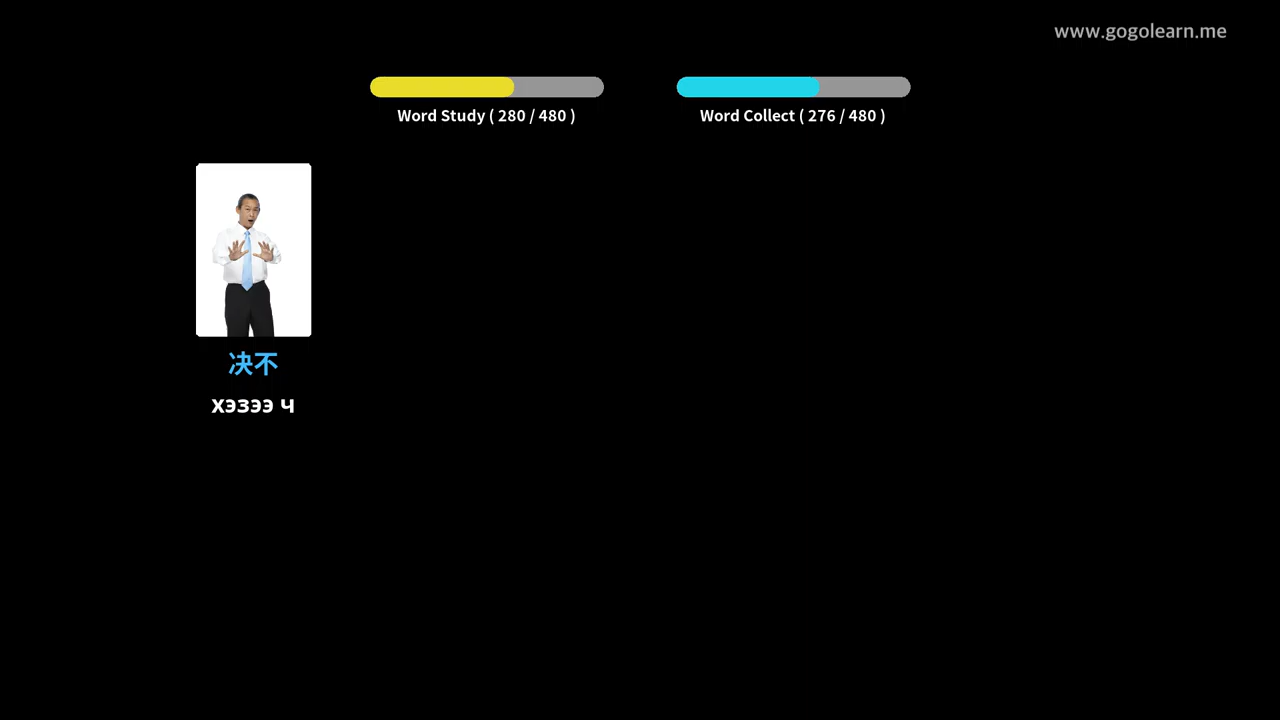 www.gogolearn.me
Word Study ( 280 / 480 )
Word Collect ( 276 / 480 )
决不
хэзээ ч